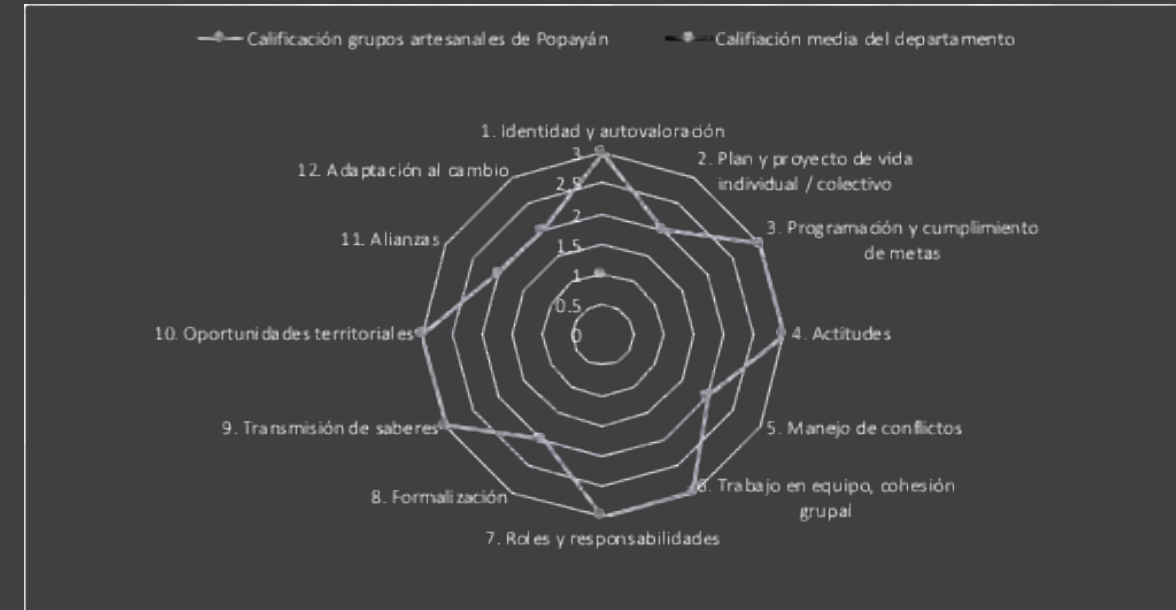 Calificación grupos artesanales de Popayán
Califiación media del departamento
1. Identidad y autovaloración
2. Plan y proyecto de vida
individual / colectivo
3. Programación y cumplimiento
de metas
4. Actitudes
5. Manejo de conflictos
6. Trabajo en equipo, cohesión
grupal
7. Roles y responsabilidades
8. Formalización
9. Transmisión de saberes
10. Oportunidades territoriales
11. Alianzas
12. Adaptación al cambio
3
2,5
2
1,5
1
0,5
0